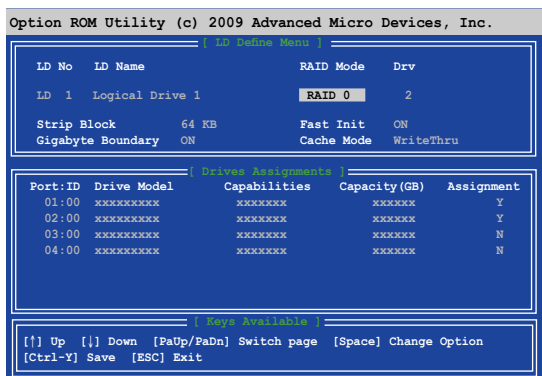 Option ROM Utility (c) 2009 Advanced Micro Devices, Inc.
[ LD Define Menu ]
LD No LD Name RAID Mode Drv
LD 1 Logical Drive 1 RAID 0 2
Strip Block 64 KB Fast Init ON
Gigabyte Boundary ON Cache Mode WriteThru
[ Drives Assignments ]
Port:ID Drive Model Capabilities Capacity(GB) Assignment
01:00 xxxxxxxxx xxxxxxx xxxxxx Y
02:00 xxxxxxxxx xxxxxxx xxxxxx Y
03:00 xxxxxxxxx xxxxxxx xxxxxx N
04:00 xxxxxxxxx xxxxxxx xxxxxx N
[ Keys Available ]
[↑] Up [↓] Down [PaUp/PaDn] Switch page [Space] Change Option
[Ctrl-Y] Save [ESC] Exit